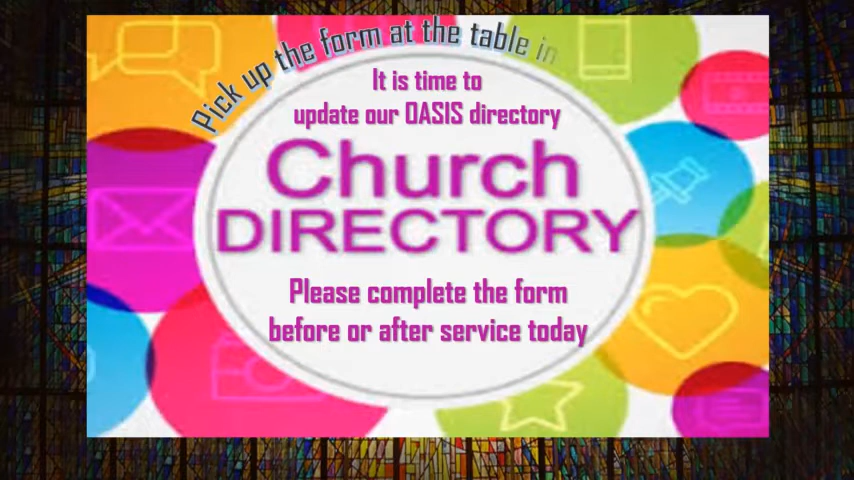 Pick up the form at the table in
It is time to
update our OASIS directory
Church
DIRECTORY
Please complete the form
before or after service today